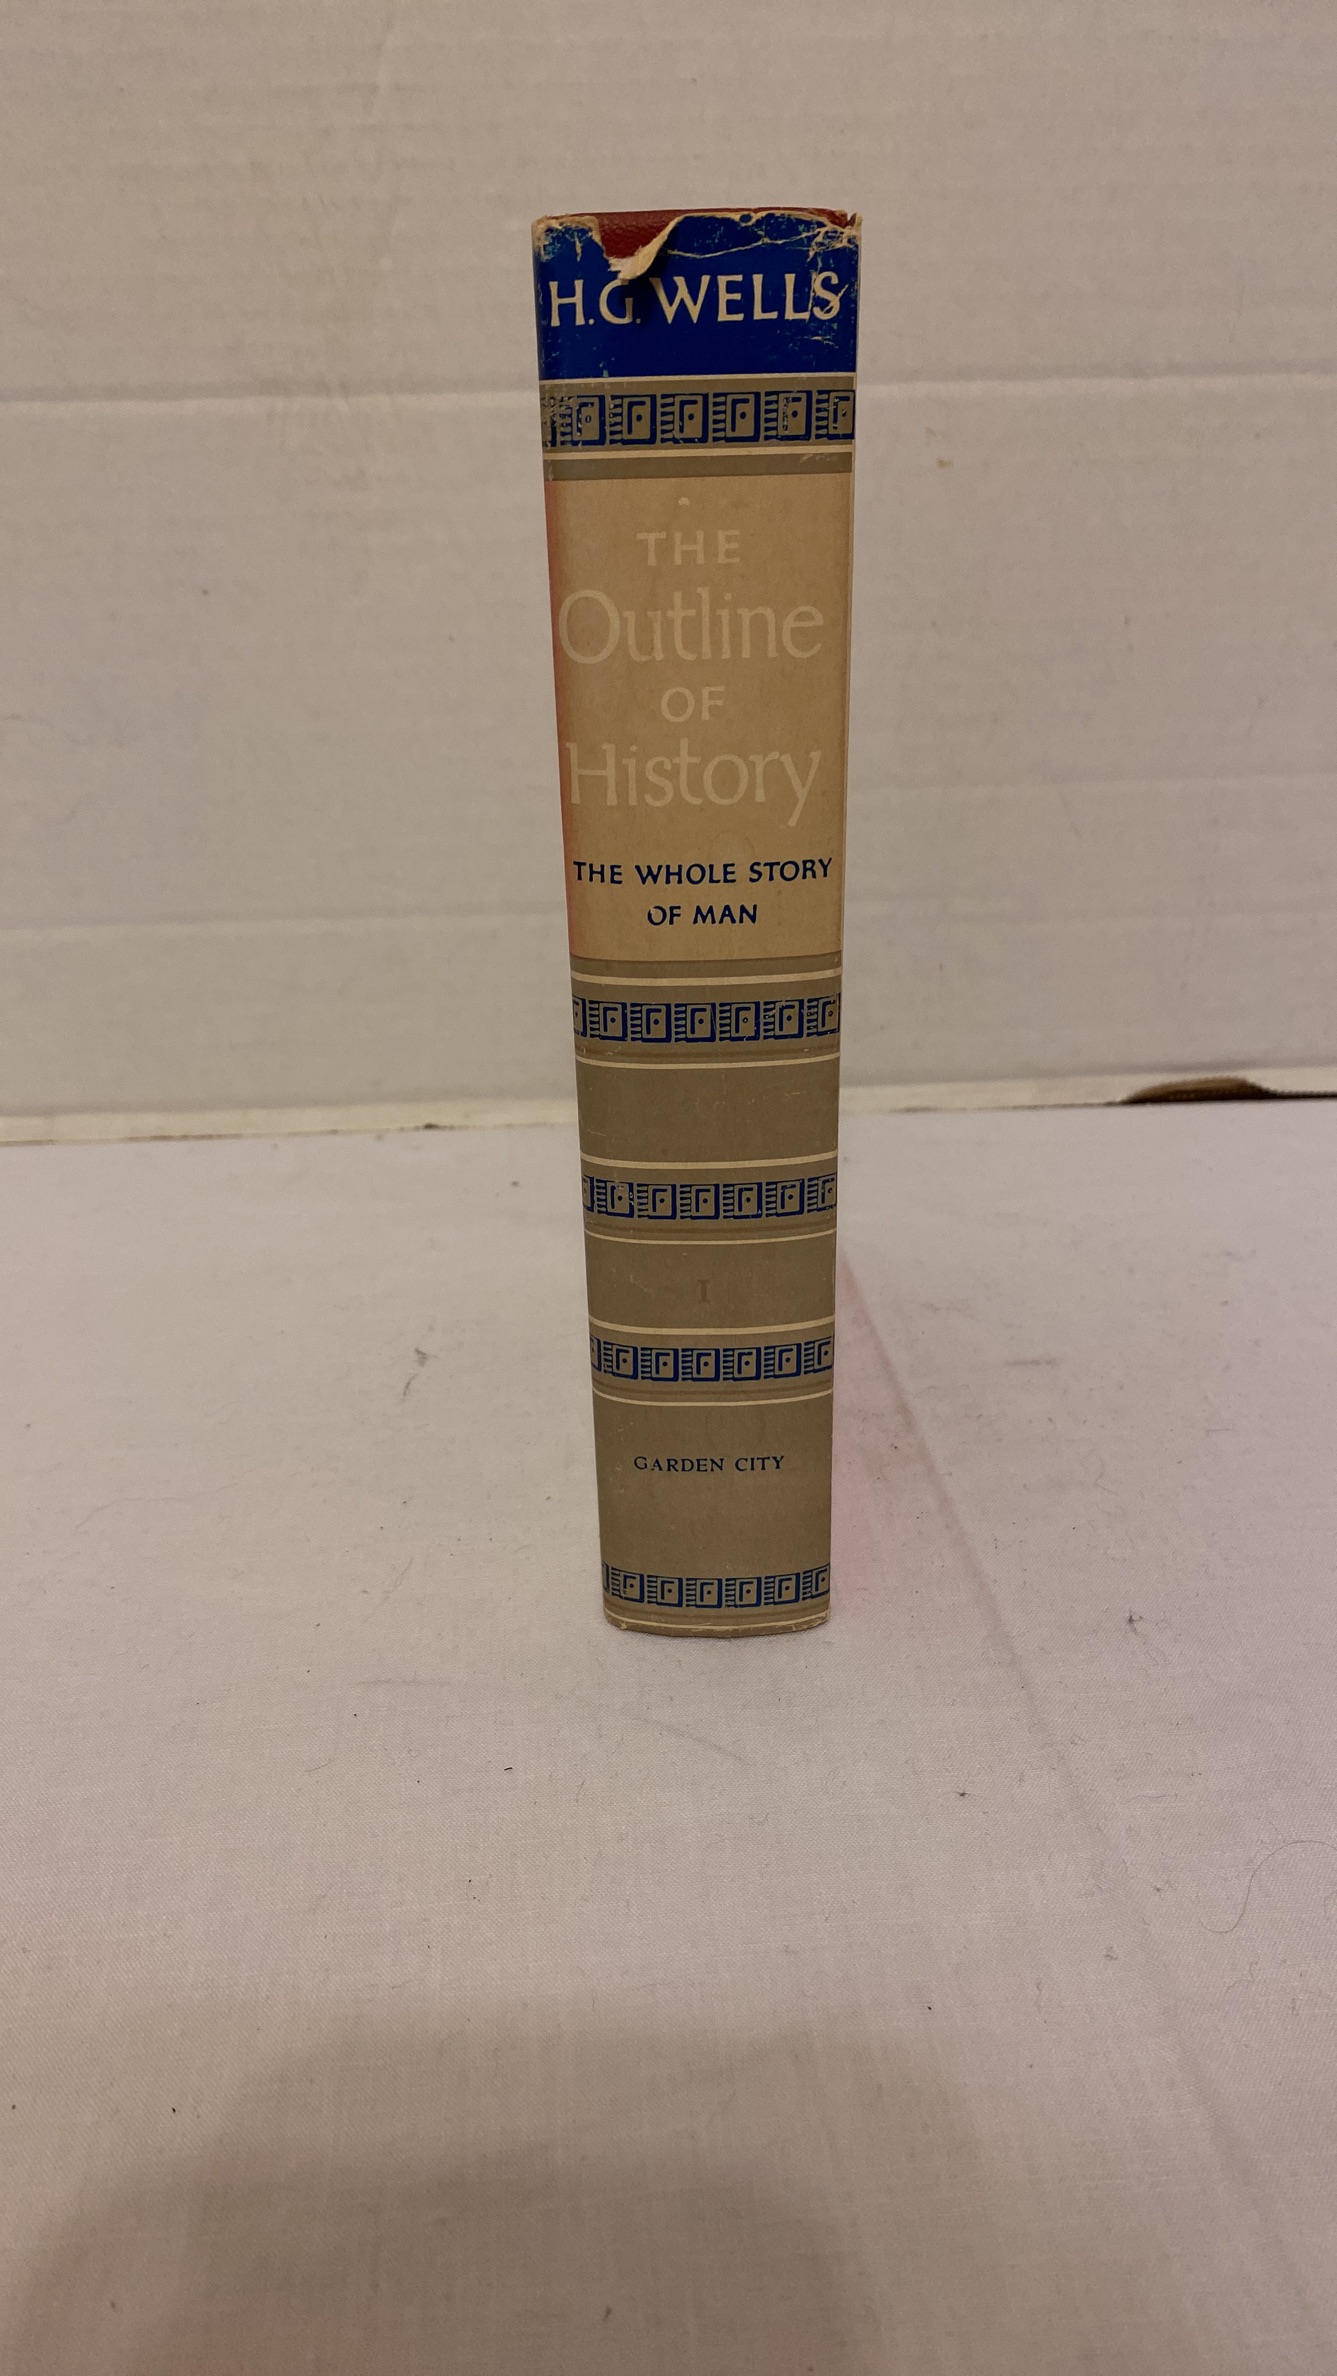 H.G. WELLS
THE
Outline
OF
History
THE WHOLE STORY
OF MAN
I
GARDEN CITY